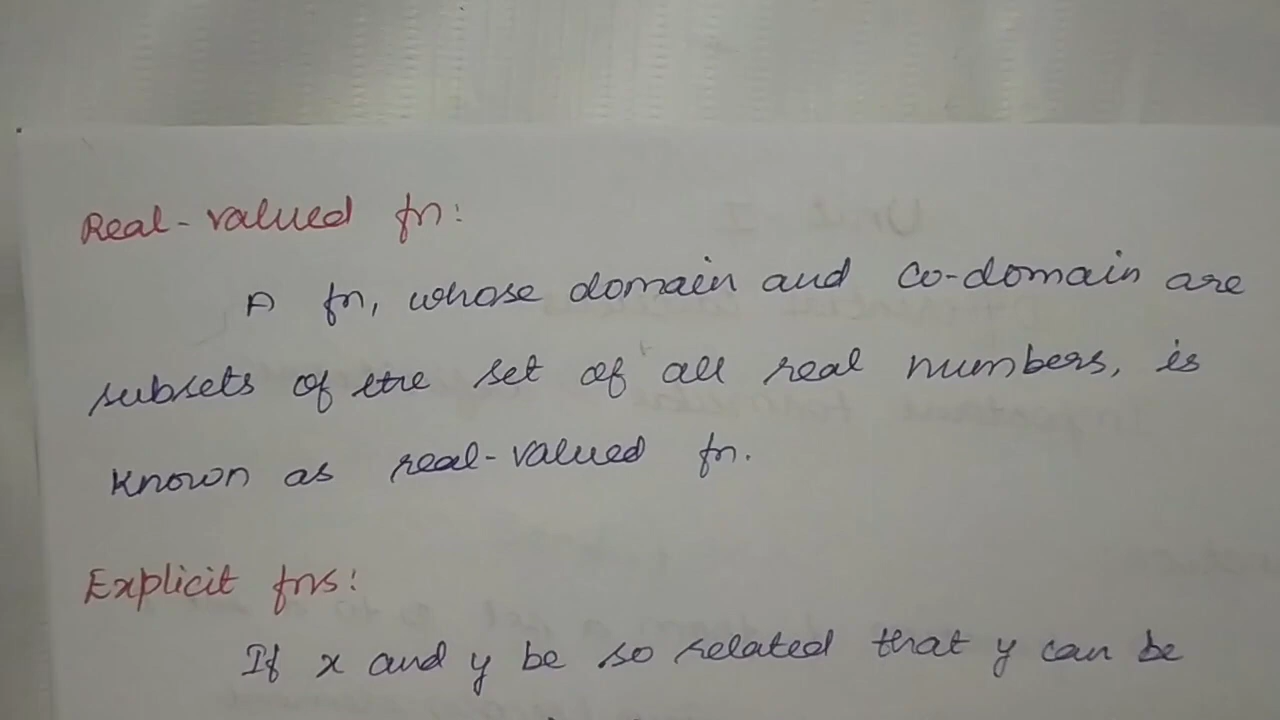 Real-valued fn:
A fn, whose domain and co-domain are
subsets of the set of all real numbers, is
known as real-valued fn.
Explicit fns:
If x and y be so related that y can be